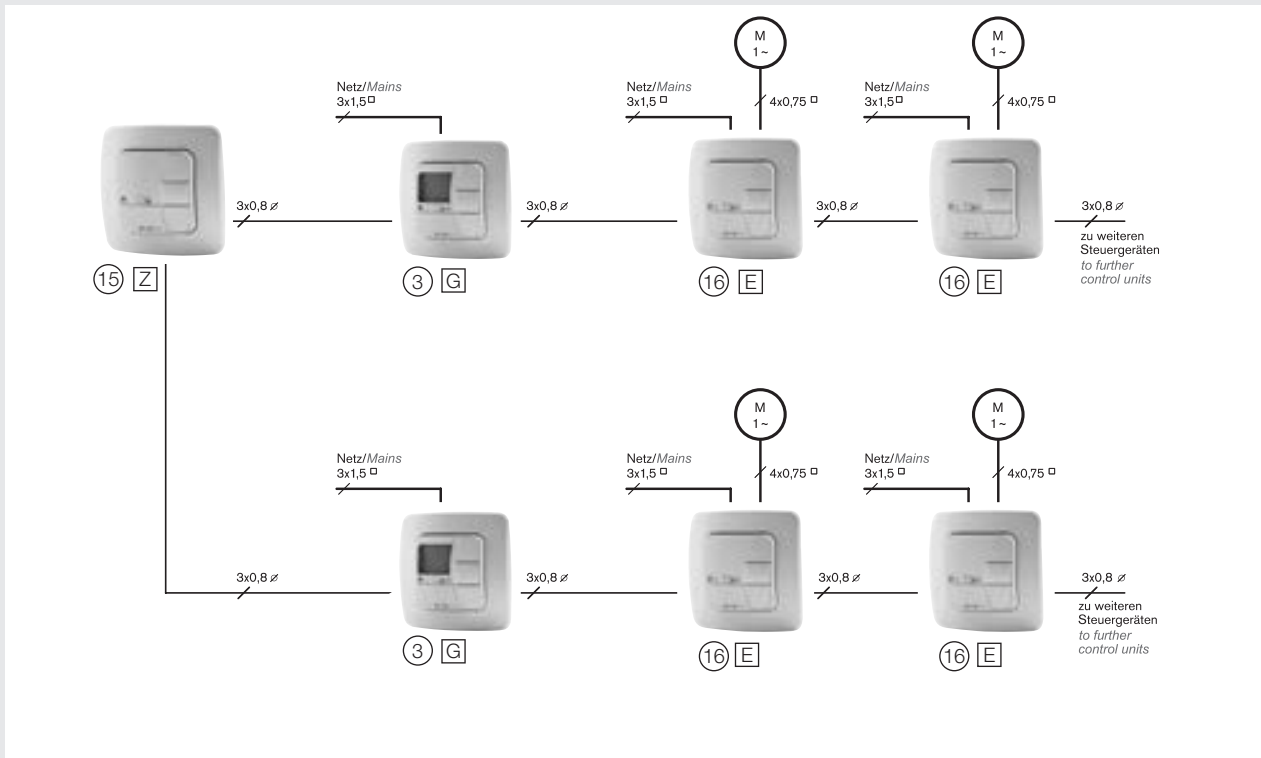 M
1~
M
1~
Netz/Mains
3x1,5 □
Netz/Mains
3x1,5 □
4x0,75 □
Netz/Mains
3x1,5 □
4x0,75 □
3x0,8 ⌀
3x0,8 ⌀
3x0,8 ⌀
3x0,8 ⌀
zu weiteren
Steuergeräten
to further
control units
15 Z
3 G
16 E
16 E
M
1~
M
1~
Netz/Mains
3x1,5 □
Netz/Mains
3x1,5 □
4x0,75 □
Netz/Mains
3x1,5 □
4x0,75 □
3x0,8 ⌀
3x0,8 ⌀
3x0,8 ⌀
3x0,8 ⌀
zu weiteren
Steuergeräten
to further
control units
3 G
16 E
16 E